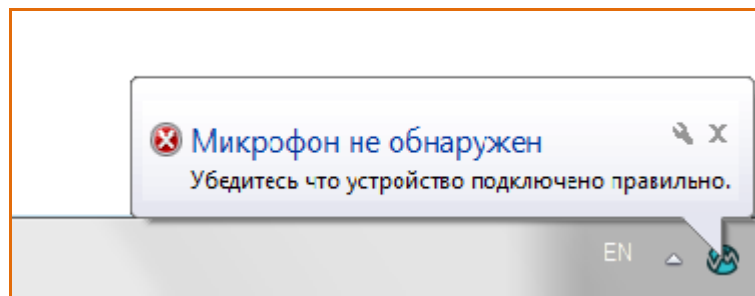 Микрофон не обнаружен
Убедитесь что устройство подключено правильно.
EN